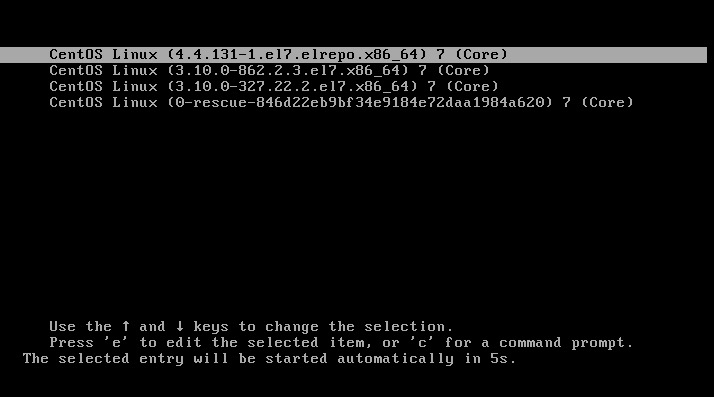 CentOS Linux (4.4.131-1.el7.elrepo.x86_64) 7 (Core)
CentOS Linux (3.10.0-862.2.3.el7.x86_64) 7 (Core)
CentOS Linux (3.10.0-327.22.2.el7.x86_64) 7 (Core)
CentOS Linux (0-rescue-846d22eb9bf34e9184e72daa1984a620) 7 (Core)
Use the ↑ and ↓ keys to change the selection.
Press 'e' to edit the selected item, or 'c' for a command prompt.
The selected entry will be started automatically in 5s.